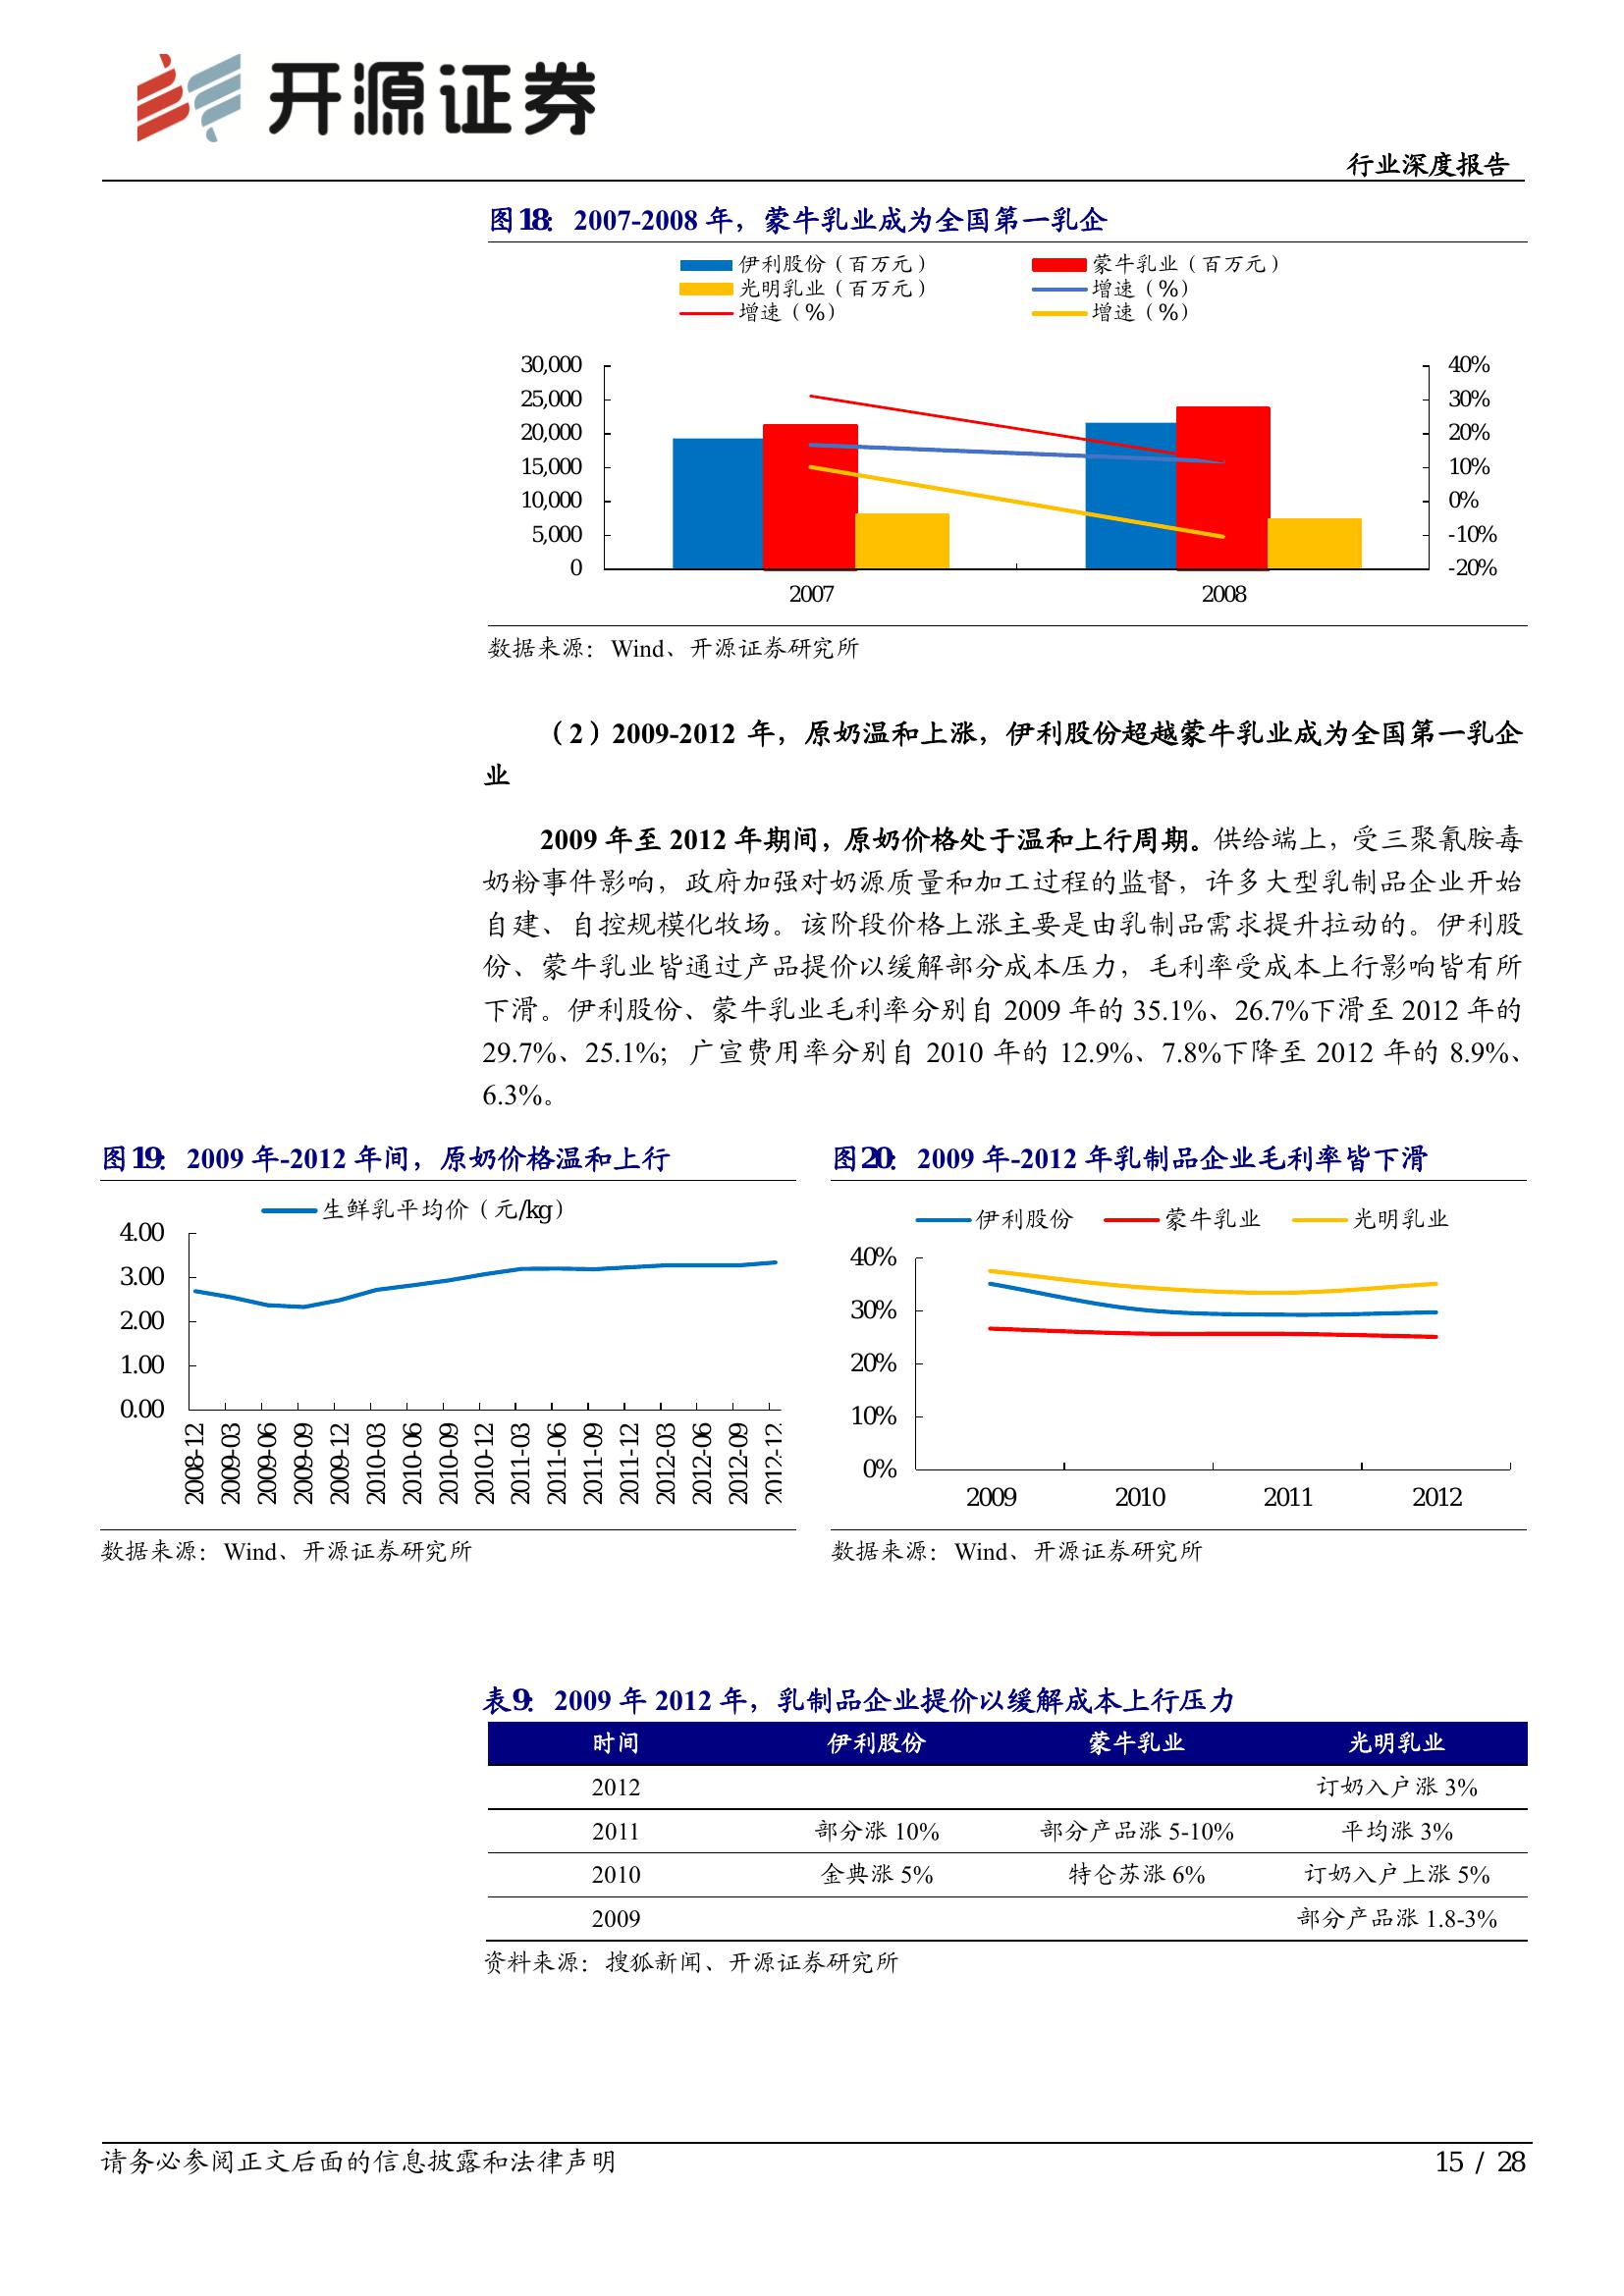 开源证券
行业深度报告
图18： 2007-2008 年，蒙牛乳业成为全国第一乳企
伊利股份（百万元） 蒙牛乳业（百万元）
光明乳业（百万元） 增速（%）
增速（%） 增速（%）
30,000 40%
25,000 30%
20,000 20%
15,000 10%
10,000 0%
5,000 -10%
0 -20%
2007 2008
数据来源：Wind、开源证券研究所
（2）2009-2012 年，原奶温和上涨，伊利股份超越蒙牛乳业成为全国第一乳企
业
2009 年至 2012 年期间，原奶价格处于温和上行周期。供给端上，受三聚氰胺毒
奶粉事件影响，政府加强对奶源质量和加工过程的监督，许多大型乳制品企业开始
自建、自控规模化牧场。该阶段价格上涨主要是由乳制品需求提升拉动的。伊利股
份、蒙牛乳业皆通过产品提价以缓解部分成本压力，毛利率受成本上行影响皆有所
下滑。伊利股份、蒙牛乳业毛利率分别自 2009 年的 35.1%、26.7%下滑至 2012 年的
29.7%、25.1%；广宣费用率分别自 2010 年的 12.9%、7.8%下降至 2012 年的 8.9%、
6.3%。
图19： 2009 年-2012 年间，原奶价格温和上行
生鲜乳平均价（元/kg）
4.00
3.00
2.00
1.00
0.00
2008-12 2009-03 2009-06 2009-09 2009-12 2010-03 2010-06 2010-09 2010-12 2011-03 2011-06 2011-09 2011-12 2012-03 2012-06 2012-09 2012-12
数据来源：Wind、开源证券研究所
图20： 2009 年-2012 年乳制品企业毛利率皆下滑
伊利股份 蒙牛乳业 光明乳业
40%
30%
20%
10%
0%
2009 2010 2011 2012
数据来源：Wind、开源证券研究所
表9： 2009 年 2012 年，乳制品企业提价以缓解成本上行压力
时间 伊利股份 蒙牛乳业 光明乳业
2012 订奶入户涨 3%
2011 部分涨 10% 部分产品涨 5-10% 平均涨 3%
2010 金典涨 5% 特仑苏涨 6% 订奶入户上涨 5%
2009 部分产品涨 1.8-3%
资料来源：搜狐新闻、开源证券研究所
请务必参阅正文后面的信息披露和法律声明 15 / 28